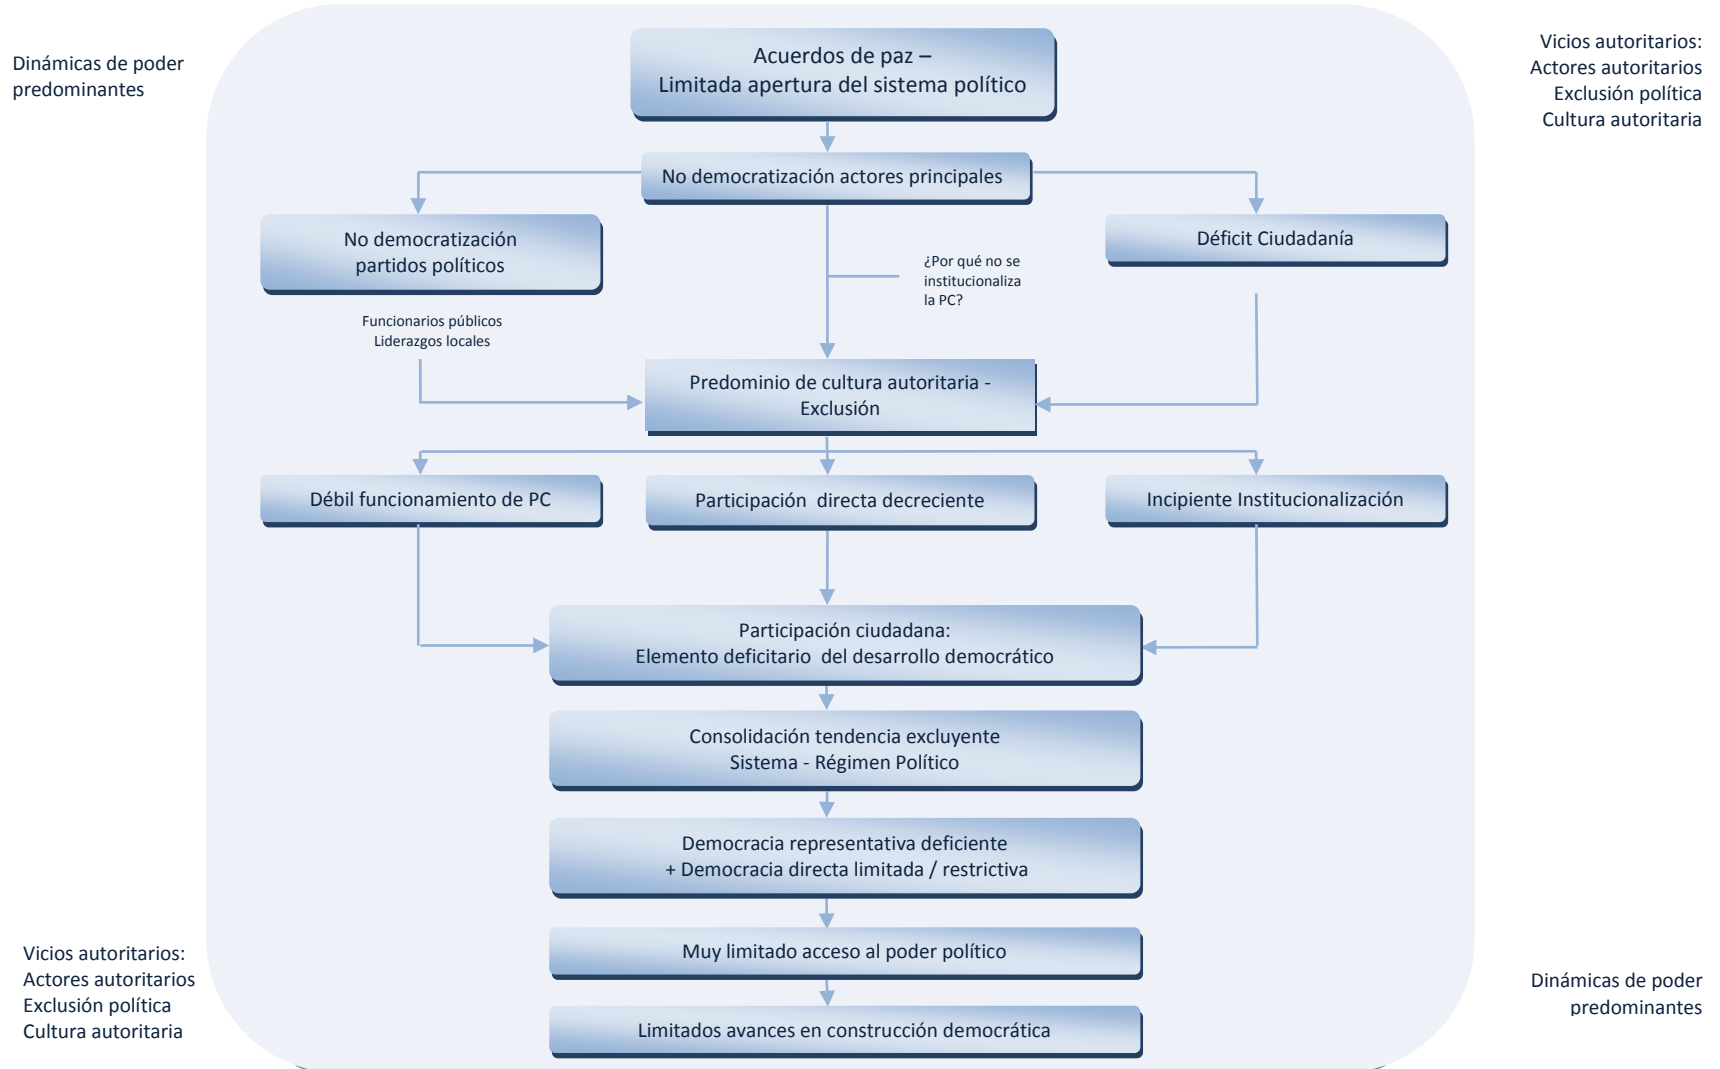 Dinámicas de poder
predominantes
Acuerdos de paz –
Limitada apertura del sistema político
Vicios autoritarios:
Actores autoritarios
Exclusión política
Cultura autoritaria
No democratización actores principales
No democratización
partidos políticos
Déficit Ciudadanía
¿Por qué no se
institucionaliza
la PC?
Funcionarios públicos
Liderazgos locales
Predominio de cultura autoritaria -
Exclusión
Débil funcionamiento de PC
Participación directa decreciente
Incipiente Institucionalización
Participación ciudadana:
Elemento deficitario del desarrollo democrático
Consolidación tendencia excluyente
Sistema - Régimen Político
Democracia representativa deficiente
+ Democracia directa limitada / restrictiva
Muy limitado acceso al poder político
Limitados avances en construcción democrática
Vicios autoritarios:
Actores autoritarios
Exclusión política
Cultura autoritaria
Dinámicas de poder
predominantes